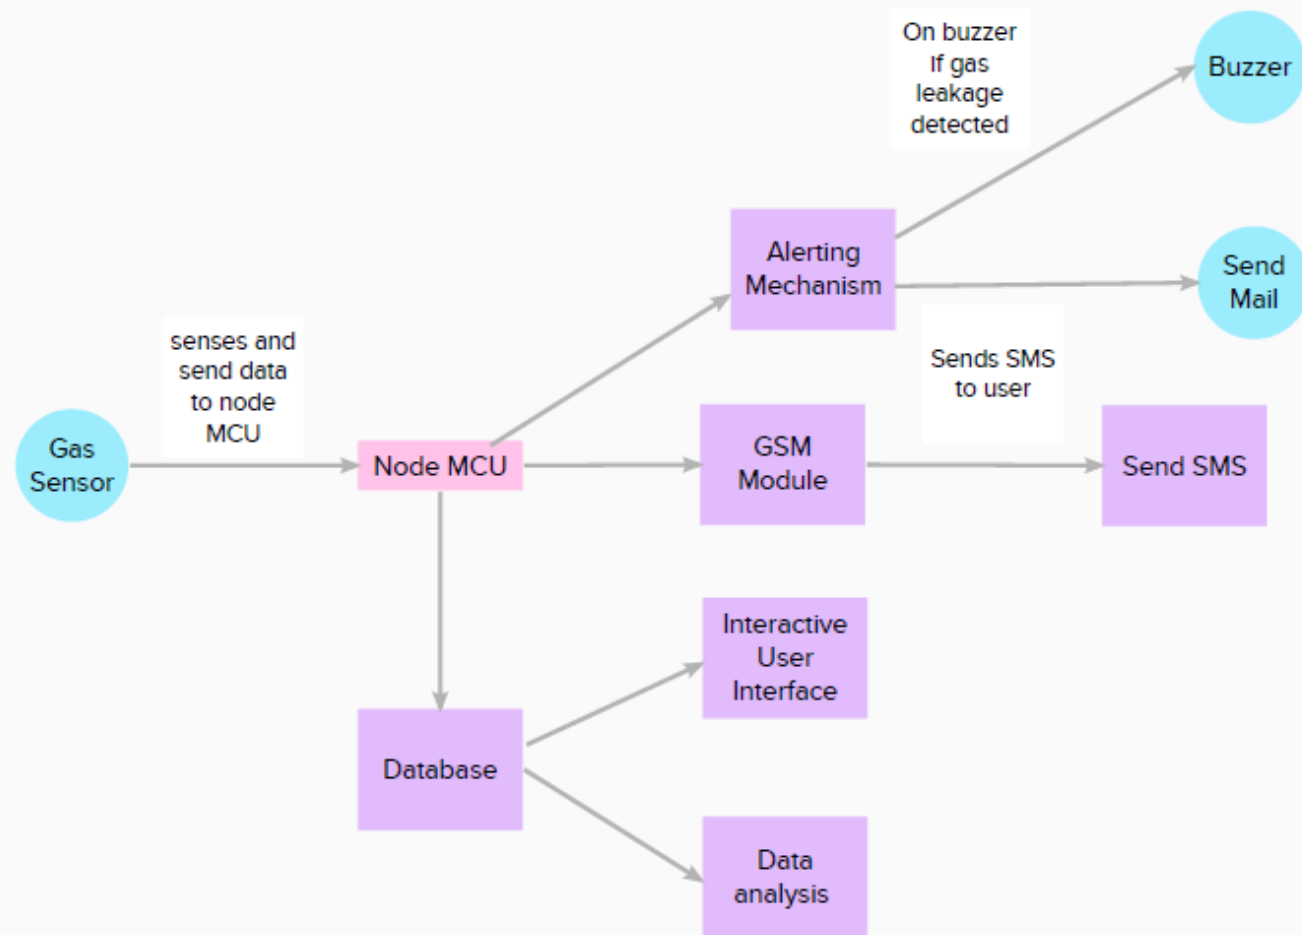 On buzzer
if gas
leakage
detected
Buzzer
Alerting
Mechanism
Send
Mail
senses and
send data
to node
MCU
Sends SMS
to user
Gas
Sensor
Node MCU
GSM
Module
Send SMS
Interactive
User
Interface
Database
Data
analysis